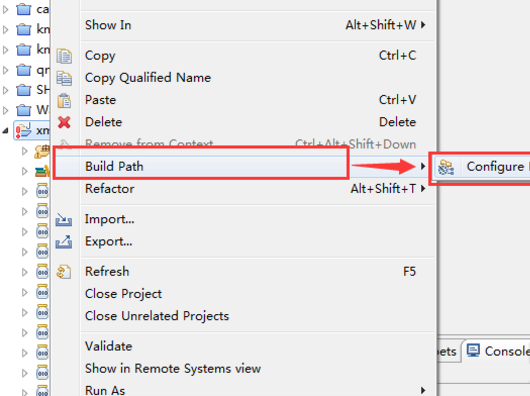 ca
Show In Alt+Shift+W
km
km
Copy Ctrl+C
qr
Copy Qualified Name
SH
Paste Ctrl+V
W
Delete Delete
xm
Remove from Context Ctrl+Alt+Shift+Down
Build Path
Configure
Refactor Alt+Shift+T
Import...
Export...
Refresh F5
Close Project
Close Unrelated Projects
Validate
pets Console
Show in Remote Systems view
Run As